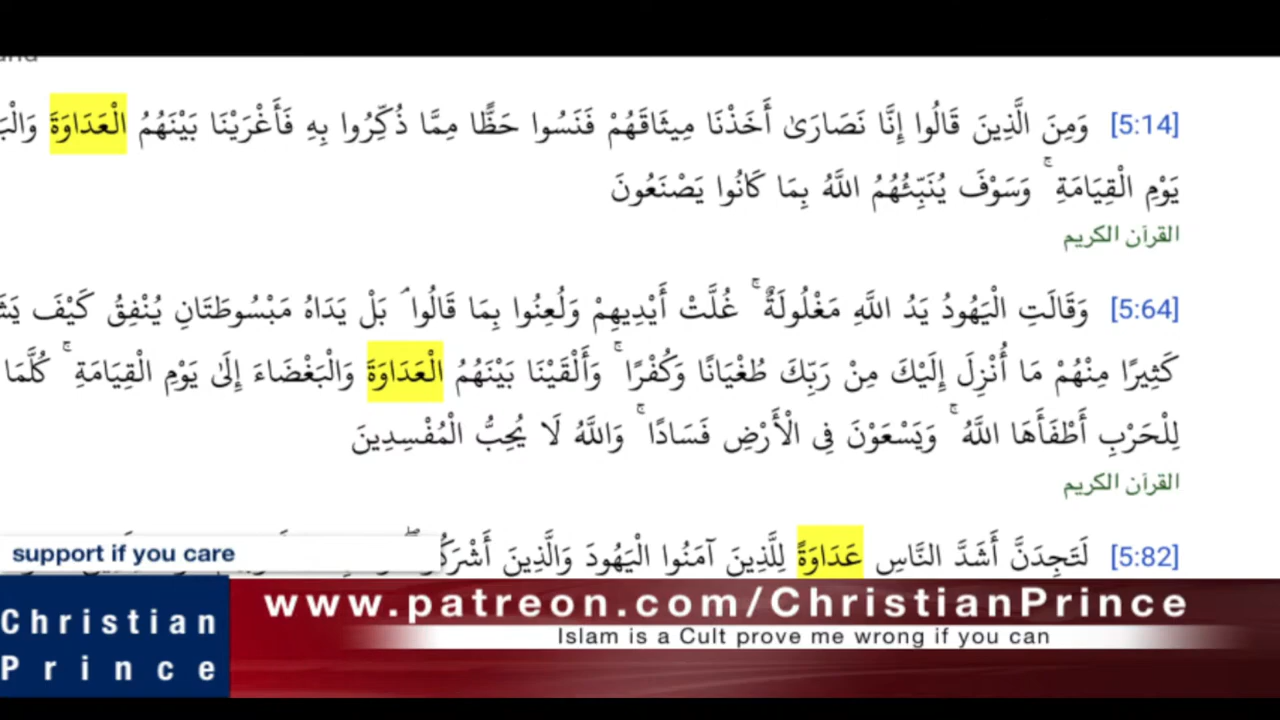 [5:14] وَمِنَ الَّذِينَ قَالُوا إِنَّا نَصَارَىٰ أَخَذْنَا مِيثَاقَهُمْ فَنَسُوا حَظًّا مِمَّا ذُكِّرُوا بِهِ فَأَغْرَيْنَا بَيْنَهُمُ الْعَدَاوَةَ
يَوْمِ الْقِيَامَةِ ۚ وَسَوْفَ يُنَبِّئُهُمُ اللَّهُ بِمَا كَانُوا يَصْنَعُونَ
القرآن الكريم
[5:64] وَقَالَتِ الْيَهُودُ يَدُ اللَّهِ مَغْلُولَةٌ ۚ غُلَّتْ أَيْدِيهِمْ وَلُعِنُوا بِمَا قَالُوا ۘ بَلْ يَدَاهُ مَبْسُوطَتَانِ يُنْفِقُ كَيْفَ
كَثِيرًا مِنْهُمْ مَا أُنْزِلَ إِلَيْكَ مِنْ رَبِّكَ طُغْيَانًا وَكُفْرًا ۚ وَأَلْقَيْنَا بَيْنَهُمُ الْعَدَاوَةَ وَالْبَغْضَاءَ إِلَىٰ يَوْمِ الْقِيَامَةِ ۚ كُلَّمَا
لِلْحَرْبِ أَطْفَأَهَا اللَّهُ ۚ وَيَسْعَوْنَ فِي الْأَرْضِ فَسَادًا ۚ وَاللَّهُ لَا يُحِبُّ الْمُفْسِدِينَ
القرآن الكريم
[5:82] لَتَجِدَنَّ أَشَدَّ النَّاسِ عَدَاوَةً لِلَّذِينَ آمَنُوا الْيَهُودَ وَالَّذِينَ أَشْرَكُوا
support if you care
Christian
Prince
www.patreon.com/ChristianPrince
Islam is a Cult prove me wrong if you can